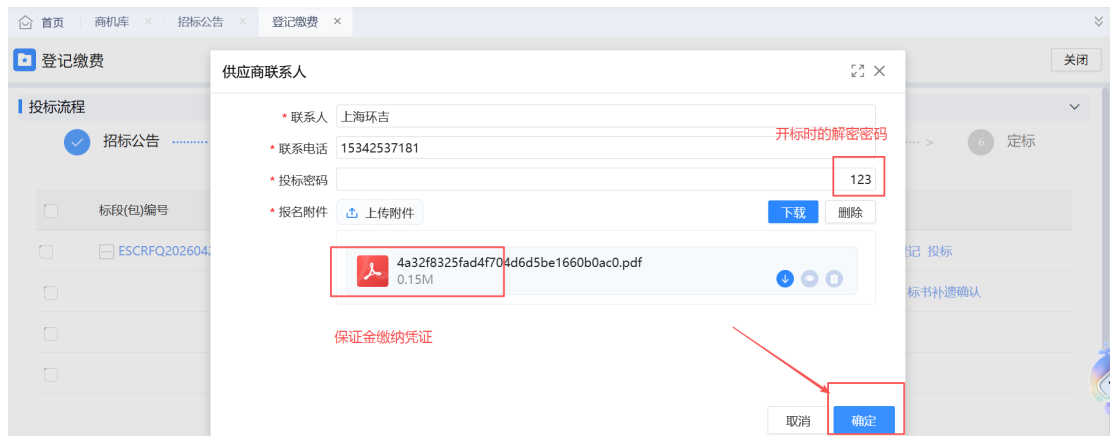 首页 商机库 × 招标公告 × 登记缴费 ×
登记缴费 关闭
供应商联系人
投标流程
招标公告 6 定标
* 联系人 上海环吉
开标时的解密密码
* 联系电话 15342537181
* 投标密码 123
标段(包)编号
* 报名附件 上传附件 下载 删除
ESCRFQ202604 记 投标
4a32f8325fad4f704d6d5be1660b0ac0.pdf
0.15M
标书补遗确认
保证金缴纳凭证
取消 确定